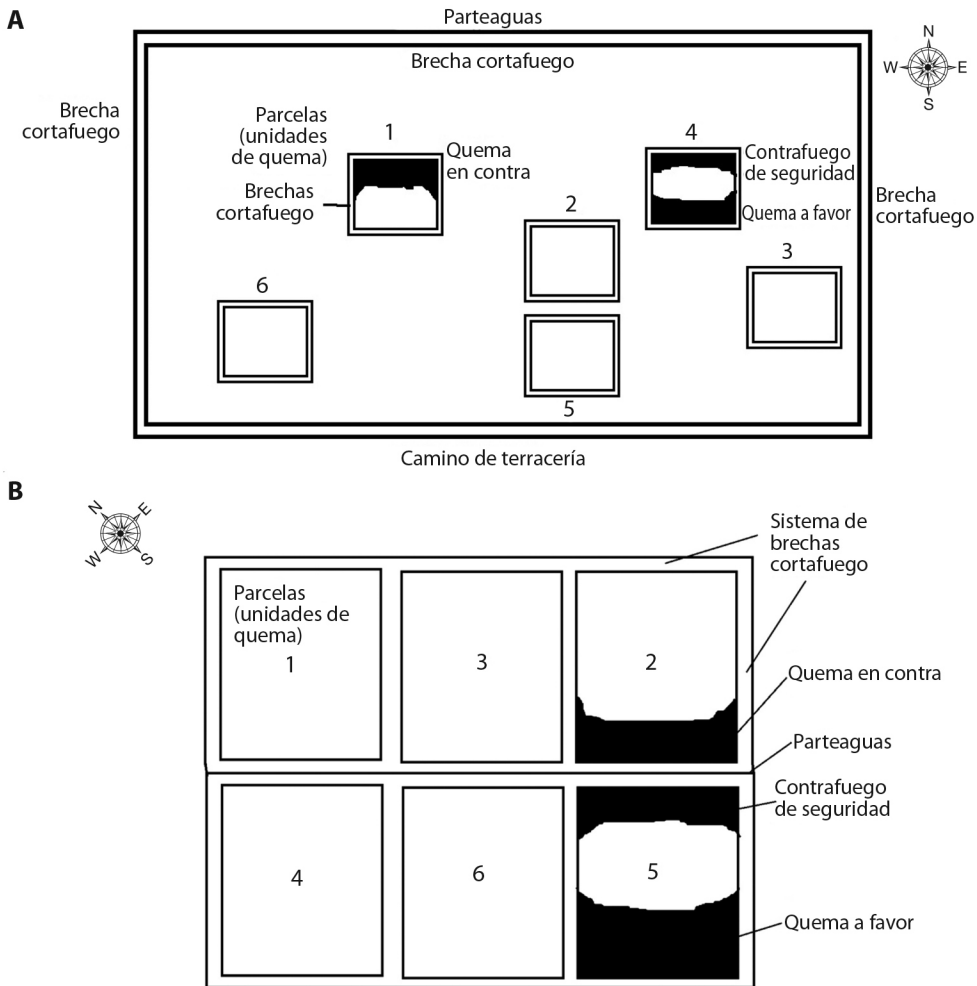 A
Parteaguas
Brecha cortafuego
N
W
E
S
Brecha
cortafuego
Parcelas
(unidades
de quema)
1
Quema
en contra
Brechas
cortafuego
4
Contrafuego
de seguridad
Quema a favor
Brecha
cortafuego
2
3
6
5
Camino de terracería
B
N
E
W
S
Sistema de
brechas
cortafuego
Parcelas
(unidades de
quema)
1
3
2
Quema en contra
Parteaguas
Contrafuego
de seguridad
4
6
5
Quema a favor